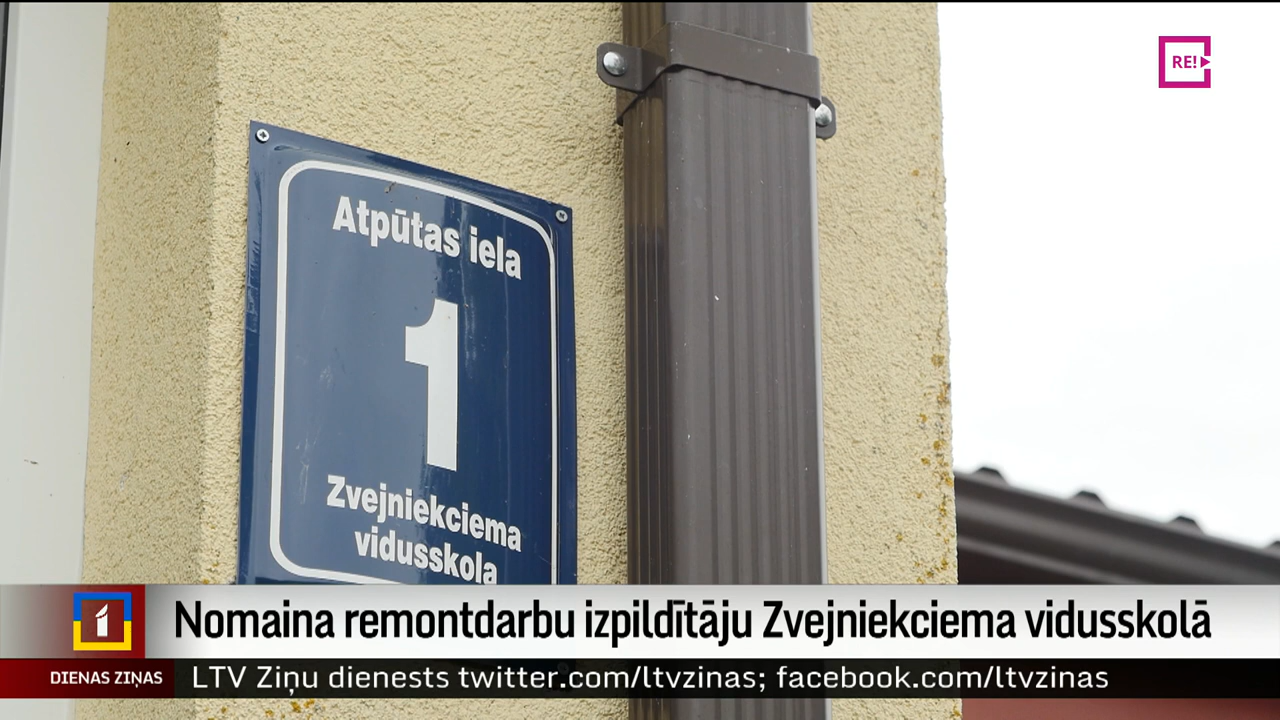 RE!
Atpūtas iela
1
Zvejniekciema
vidusskola
1
Nomaina remontdarbu izpildītāju Zvejniekciema vidusskolā
DIENAS ZIŅAS
LTV Ziņu dienests twitter.com/ltvzinas; facebook.com/ltvzinas